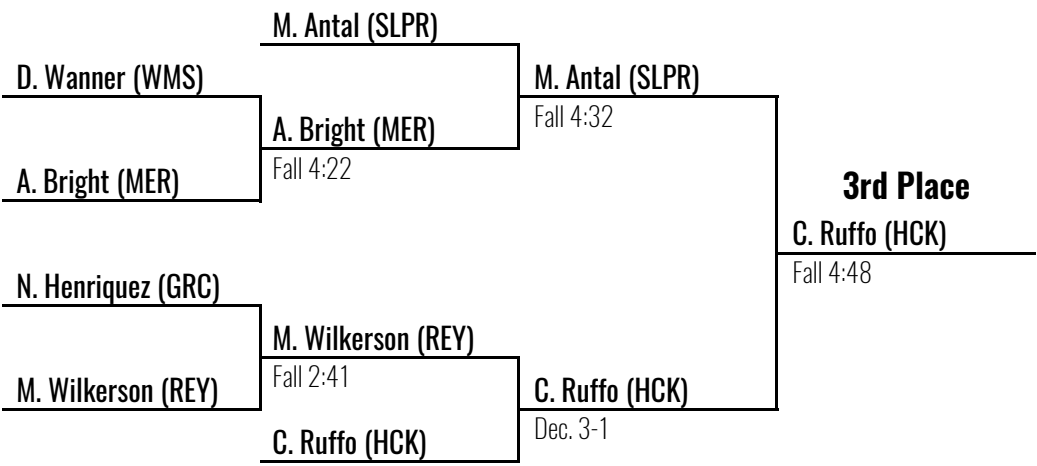 M. Antal (SLPR)
D. Wanner (WMS)
M. Antal (SLPR)
Fall 4:32
A. Bright (MER)
Fall 4:22
A. Bright (MER)
3rd Place
C. Ruffo (HCK)
Fall 4:48
N. Henriquez (GRC)
M. Wilkerson (REY)
Fall 2:41
M. Wilkerson (REY)
C. Ruffo (HCK)
Dec. 3-1
C. Ruffo (HCK)